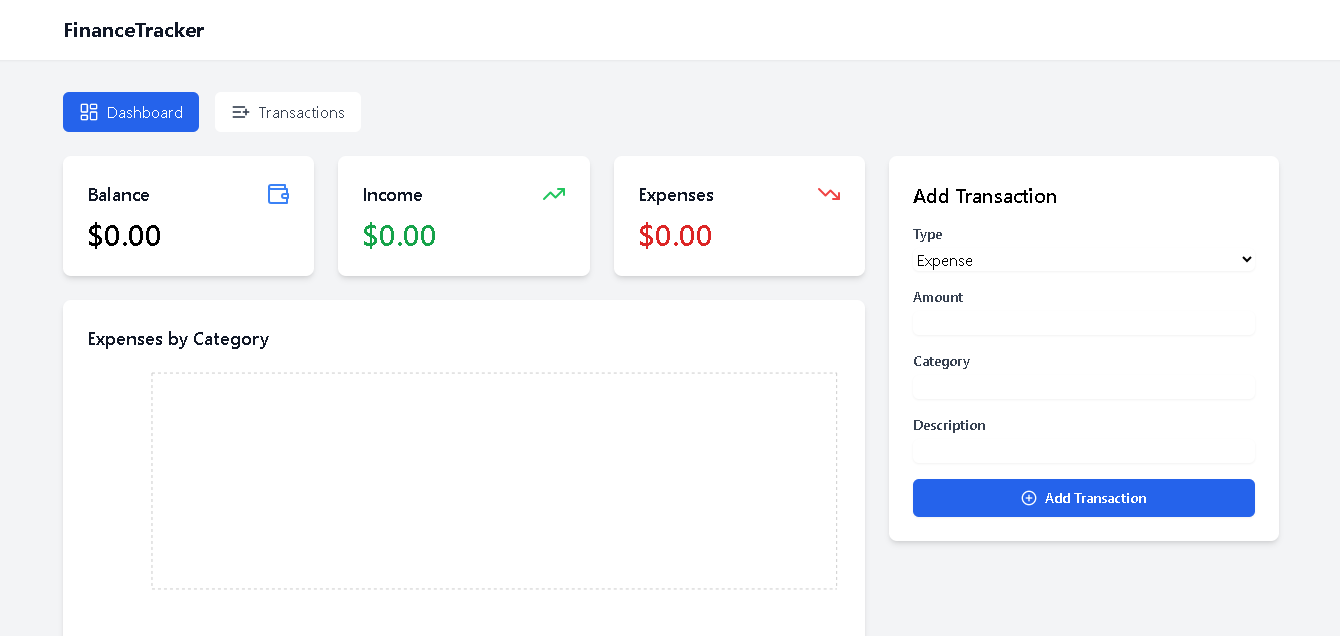 FinanceTracker
Dashboard
Transactions
Balance
$0.00
Income
$0.00
Expenses
$0.00
Expenses by Category
Add Transaction
Type
Expense
Amount
Category
Description
Add Transaction